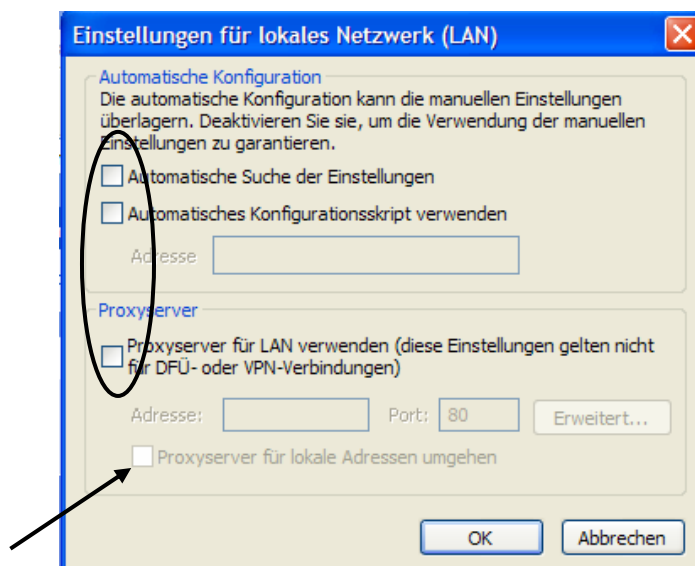 Einstellungen für lokales Netzwerk (LAN)
Automatische Konfiguration
Die automatische Konfiguration kann die manuellen Einstellungen
überlagern. Deaktivieren Sie sie, um die Verwendung der manuellen
Einstellungen zu garantieren.
Automatische Suche der Einstellungen
Automatisches Konfigurationsskript verwenden
Adresse
Proxyserver
Proxyserver für LAN verwenden (diese Einstellungen gelten nicht
für DFÜ- oder VPN-Verbindungen)
Adresse: Port: 80 Erweitert...
Proxyserver für lokale Adressen umgehen
OK Abbrechen